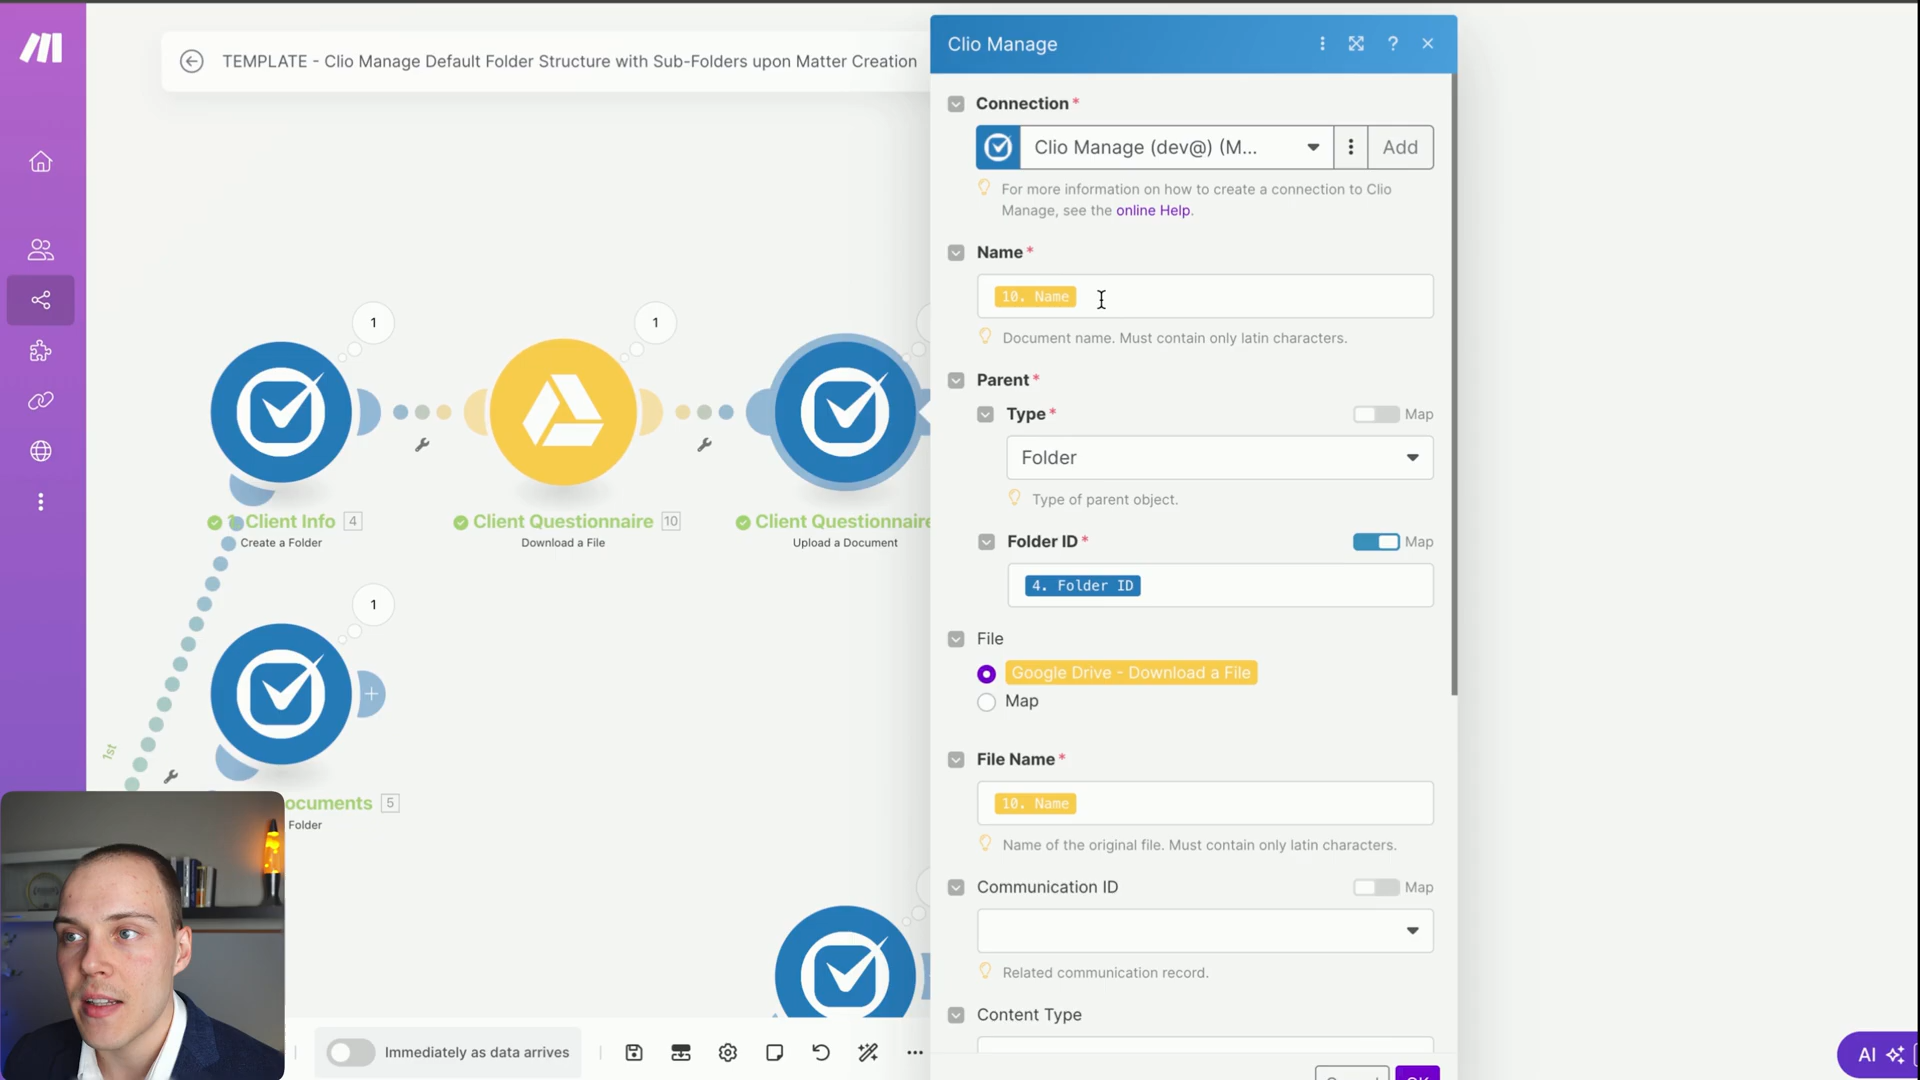 TEMPLATE - Clio Manage Default Folder Structure with Sub-Folders upon Matter Creation
Clio Manage
?
Connection *
Clio Manage (dev@) (M...
Add
For more information on how to create a connection to Clio
Manage, see the online Help.
Name *
10. Name
Document name. Must contain only latin characters.
Parent *
Type *
Map
Folder
Type of parent object.
Folder ID *
Map
4. Folder ID
File
Google Drive - Download a File
Map
File Name *
10. Name
Name of the original file. Must contain only latin characters.
Communication ID
Map
Related communication record.
Content Type
1
1
Client Info 4
Create a Folder
Client Questionnaire 10
Download a File
Client Questionnaire
Upload a Document
1
1st
ocuments 5
Folder
Immediately as data arrives
AI